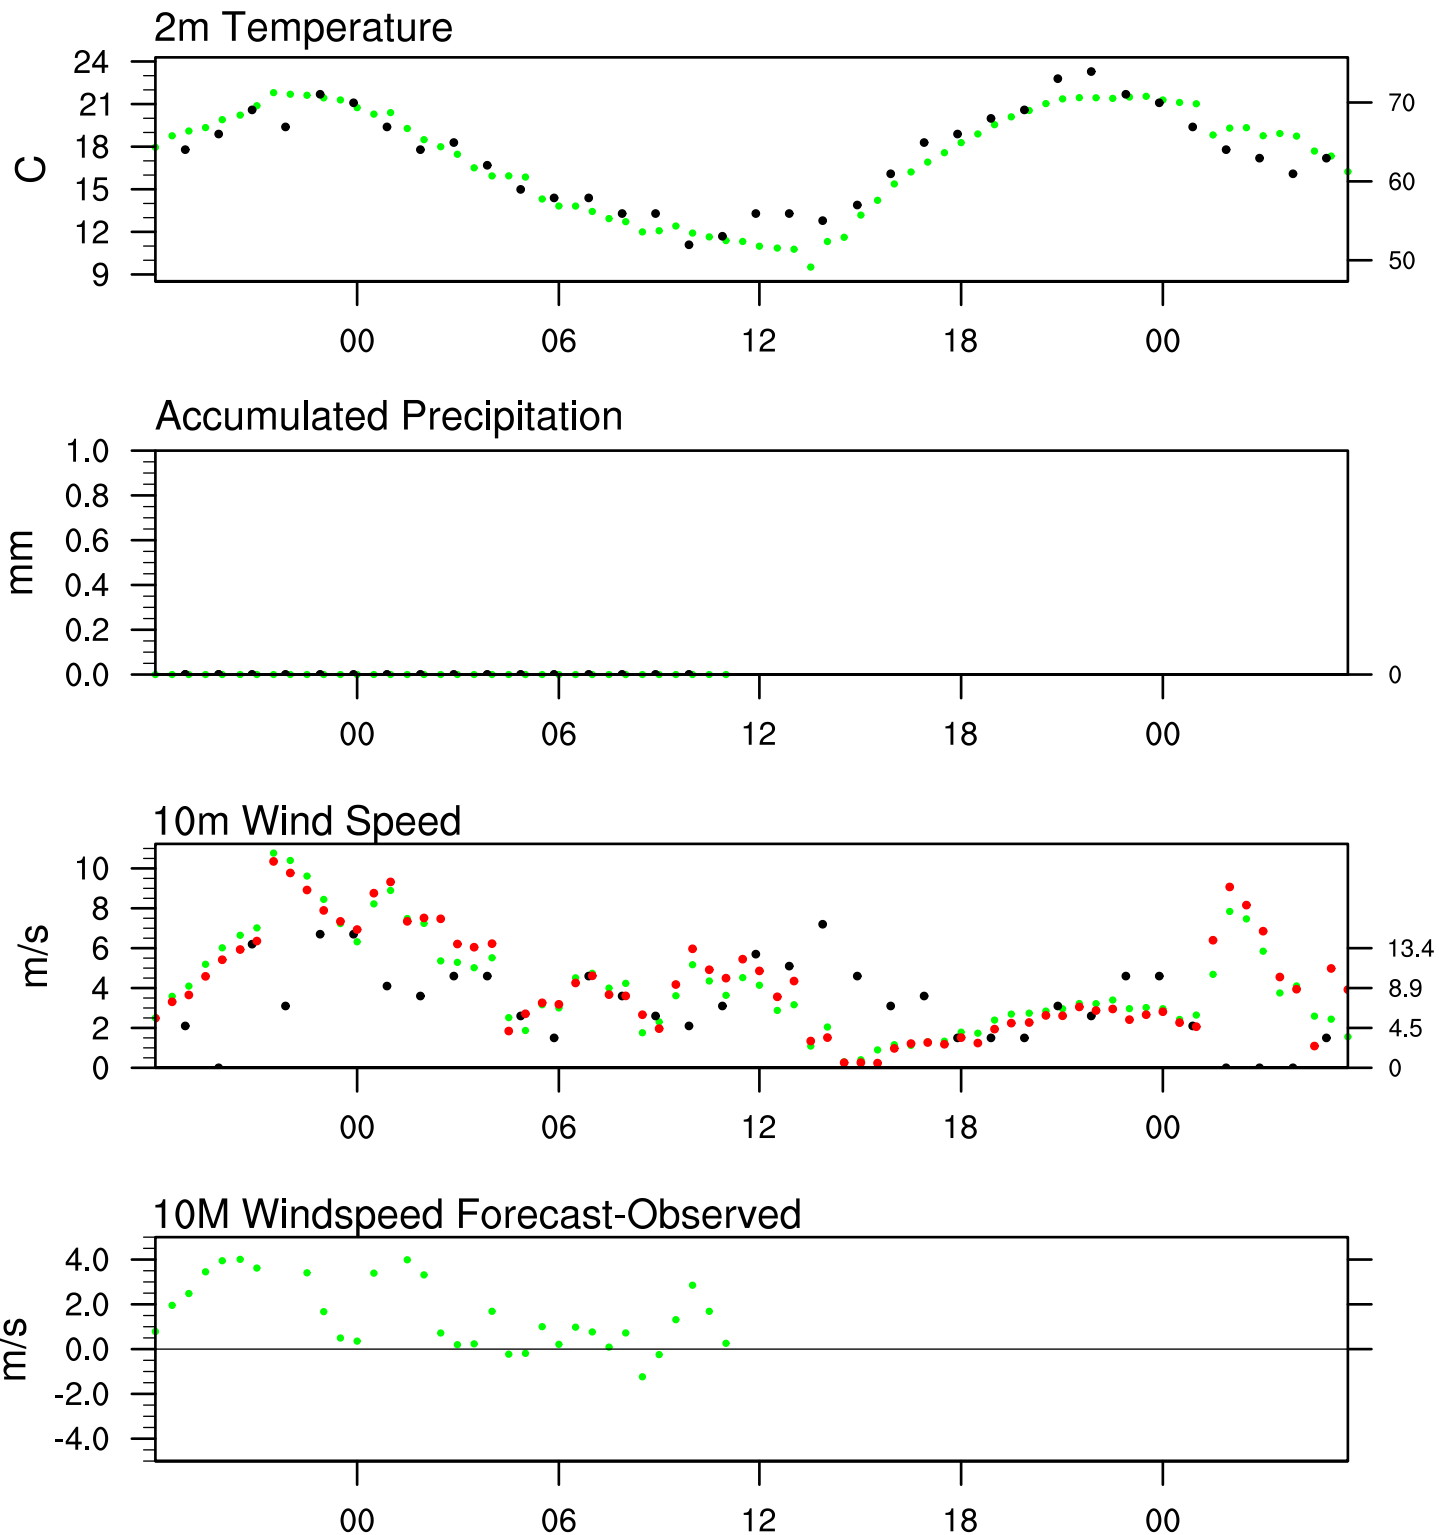 2m Temperature
24
21
18
15
12
9
C
70
60
50
00 06 12 18 00
Accumulated Precipitation
1.0
0.8
0.6
0.4
0.2
0.0
mm
0
00 06 12 18 00
10m Wind Speed
10
8
6
4
2
0
m/s
13.4
8.9
4.5
0
00 06 12 18 00
10M Windspeed Forecast-Observed
4.0
2.0
0.0
-2.0
-4.0
m/s
00 06 12 18 00